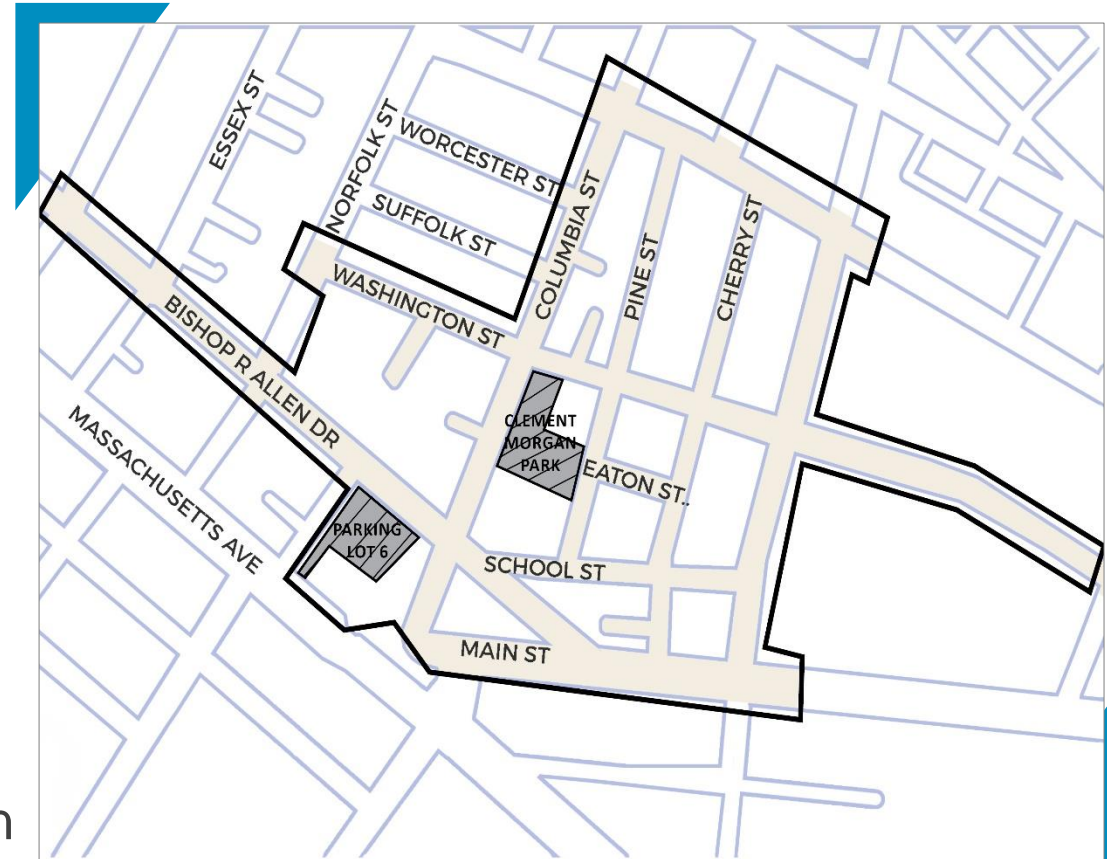 ESSEX ST
NORFOLK ST
WORCESTER ST
SUFFOLK ST
COLUMBIA ST
PINE ST
CHERRY ST
WASHINGTON ST
BISHOP R ALLEN DR
MASSACHUSETTS AVE
CLEMENT
MORGAN
PARK
EATON ST..
PARKING
LOT 6
SCHOOL ST
MAIN ST